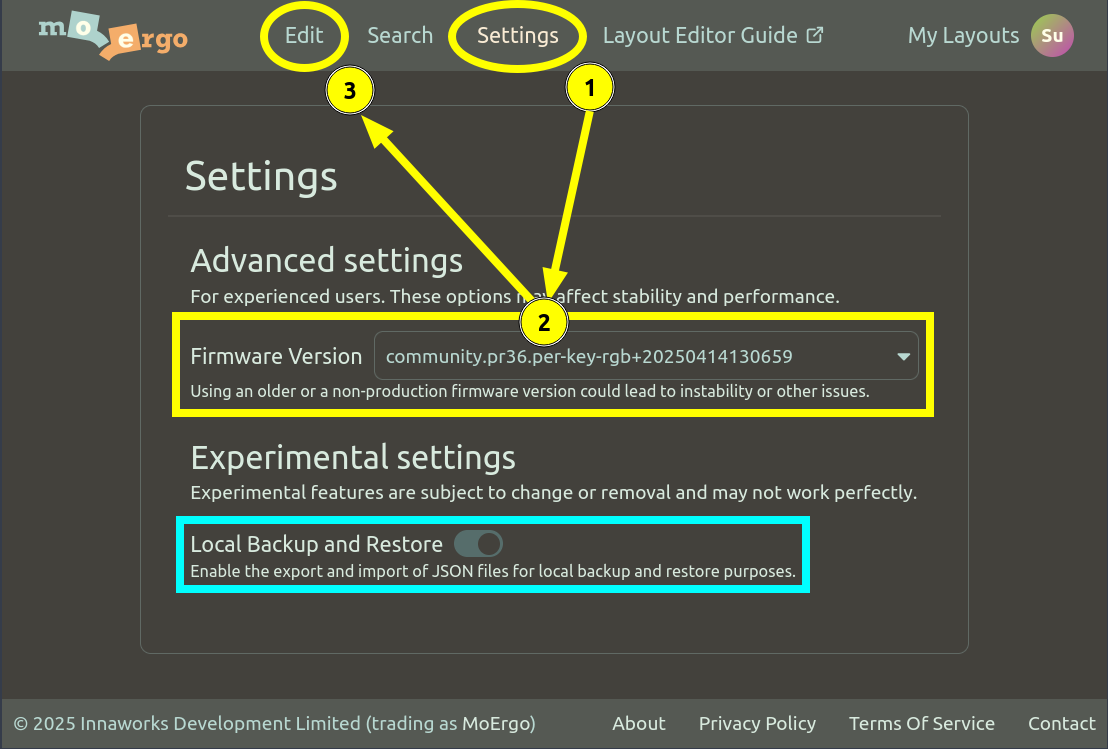 moergo
Edit Search Settings Layout Editor Guide My Layouts Su
3 1
Settings
Advanced settings
For experienced users. These options may affect stability and performance.
2
Firmware Version community.pr36.per-key-rgb+20250414130659
Using an older or a non-production firmware version could lead to instability or other issues.
Experimental settings
Experimental features are subject to change or removal and may not work perfectly.
Local Backup and Restore
Enable the export and import of JSON files for local backup and restore purposes.
© 2025 Innaworks Development Limited (trading as MoErgo) About Privacy Policy Terms Of Service Contact